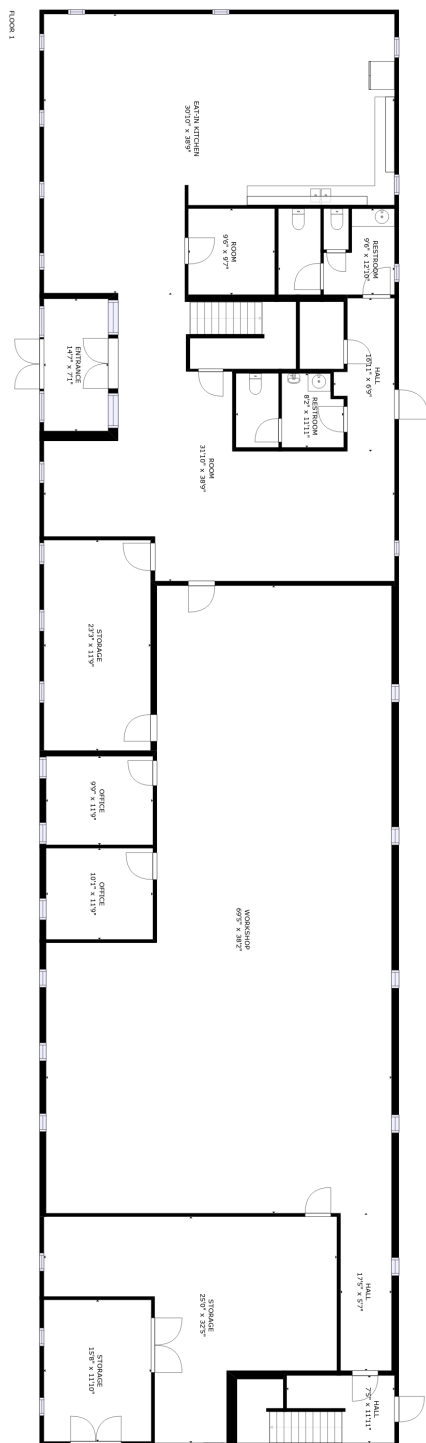 FLOOR 1
EAT-IN KITCHEN
30'10" x 38'9"
ROOM
9'6" x 9'7"
RESTROOM
9'6" x 12'10"
ENTRANCE
14'7" x 7'1"
HALL
16'11" x 6'9"
RESTROOM
8'2" x 11'11"
ROOM
31'10" x 38'9"
STORAGE
23'3" x 11'9"
OFFICE
9'9" x 11'9"
OFFICE
10'1" x 11'9"
WORKSHOP
69'5" x 38'2"
HALL
17'5" x 5'7"
STORAGE
25'0" x 32'5"
STORAGE
15'8" x 11'10"
HALL
7'5" x 11'11"